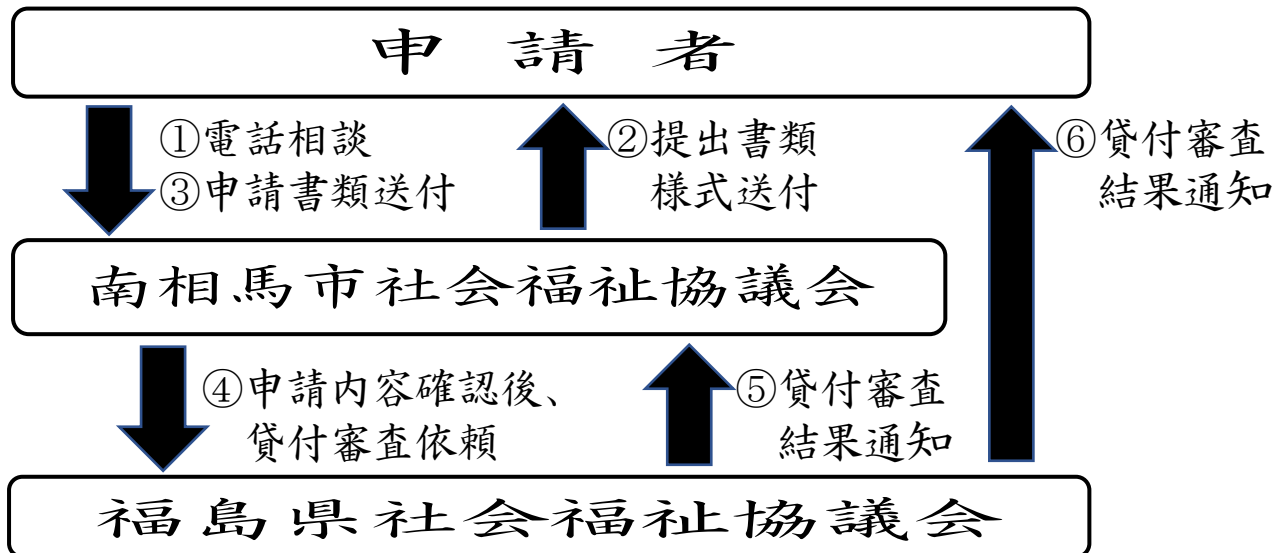 申請者
①電話相談
③申請書類送付
②提出書類
様式送付
⑥貸付審査
結果通知
南相馬市社会福祉協議会
④申請内容確認後、
貸付審査依頼
⑤貸付審査
結果通知
福島県社会福祉協議会